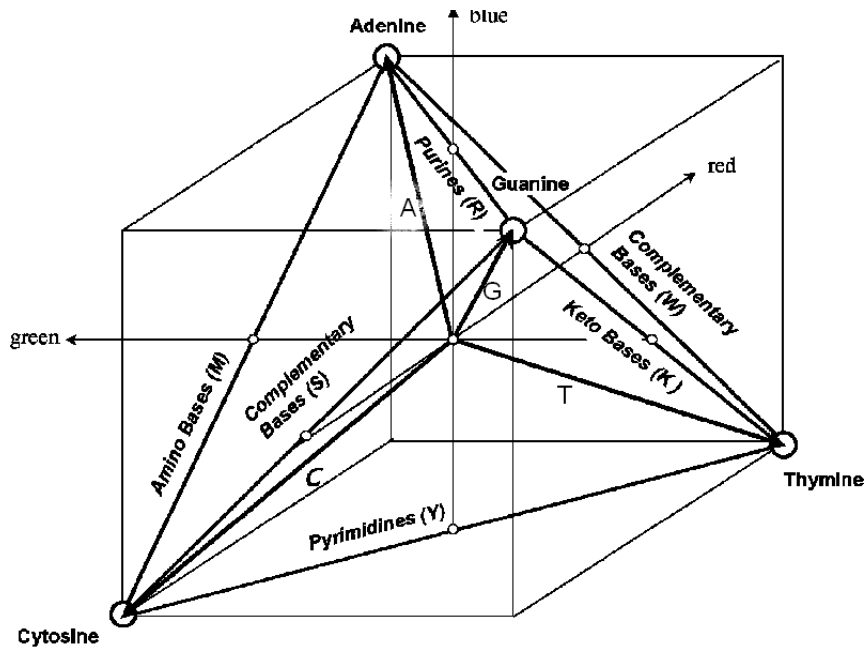 blue
Adenine
Purines (R)
Guanine
red
A
Complementary
Bases (W)
G
green
Keto Bases (K)
Complementary
Bases (S)
Amino Bases (M)
T
C
Thymine
Pyrimidines (Y)
Cytosine